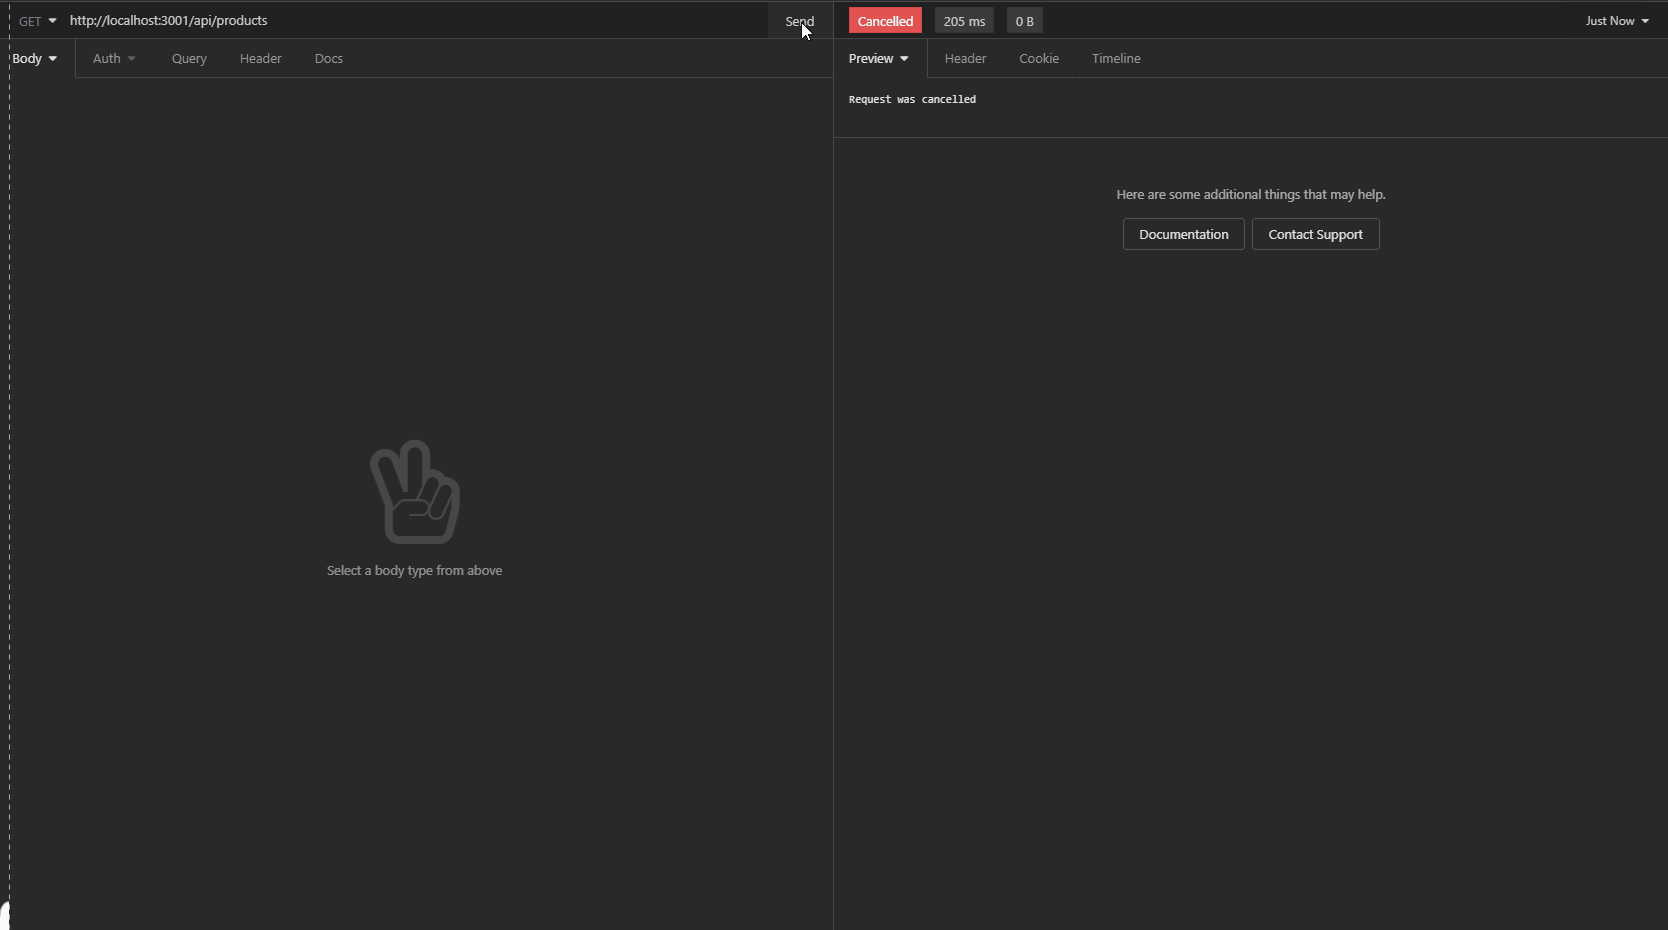 GET http://localhost:3001/api/products Send
Cancelled 205 ms 0 B Just Now
Body Auth Query Header Docs
Preview Header Cookie Timeline
Request was cancelled
Here are some additional things that may help.
Documentation Contact Support
Select a body type from above